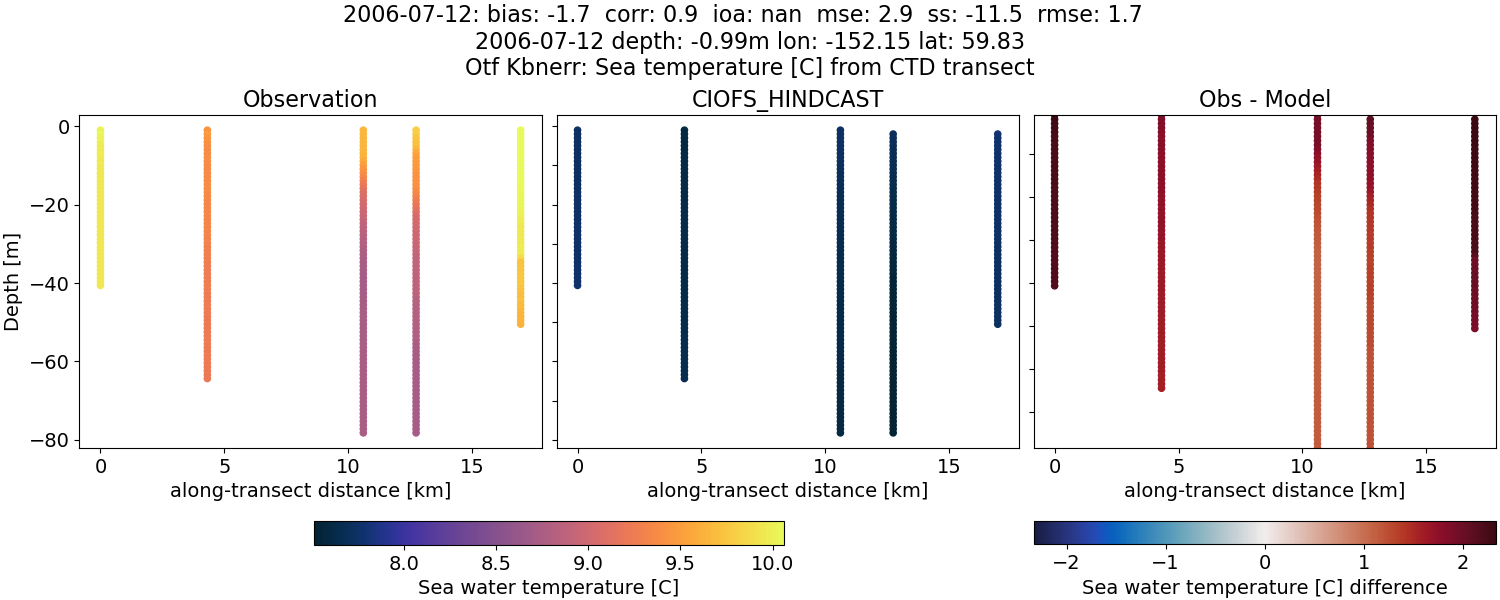 2006-07-12: bias: -1.7  corr: 0.9  ioa: nan  mse: 2.9  ss: -11.5  rmse: 1.7
2006-07-12 depth: -0.99m lon: -152.15 lat: 59.83
Otf Kbnerr: Sea temperature [C] from CTD transect
Observation
CIOFS_HINDCAST
Obs - Model
Depth [m]
0
−20
−40
−60
−80
0 5 10 15
0 5 10 15
0 5 10 15
along-transect distance [km]
along-transect distance [km]
along-transect distance [km]
8.0 8.5 9.0 9.5 10.0
Sea water temperature [C]
−2 −1 0 1 2
Sea water temperature [C] difference